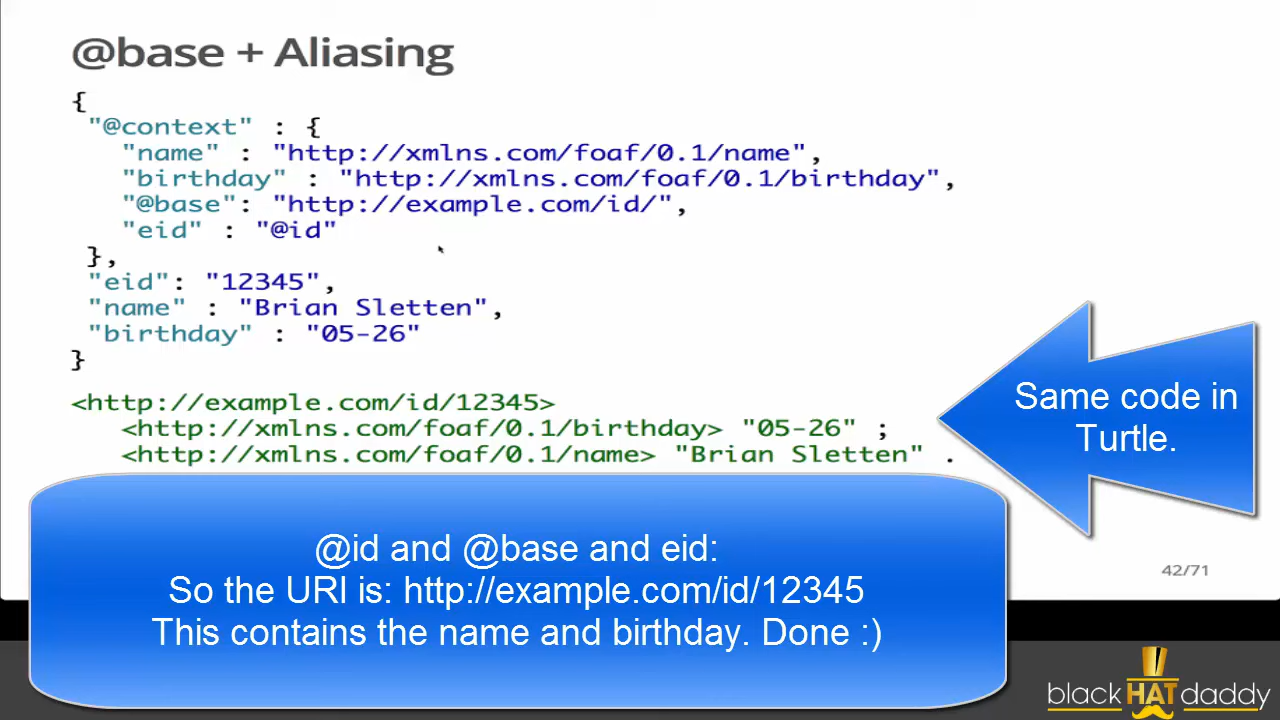 @base + Aliasing
{
"@context" : {
"name" : "http://xmlns.com/foaf/0.1/name",
"birthday" : "http://xmlns.com/foaf/0.1/birthday",
"@base": "http://example.com/id/",
"eid" : "@id"
},
"eid": "12345",
"name" : "Brian Sletten",
"birthday" : "05-26"
}
<http://example.com/id/12345>
<http://xmlns.com/foaf/0.1/birthday> "05-26" ;
<http://xmlns.com/foaf/0.1/name> "Brian Sletten" .
Same code in
Turtle.
@id and @base and eid:
So the URI is: http://example.com/id/12345
This contains the name and birthday. Done :)
42/71
blackHATdaddy